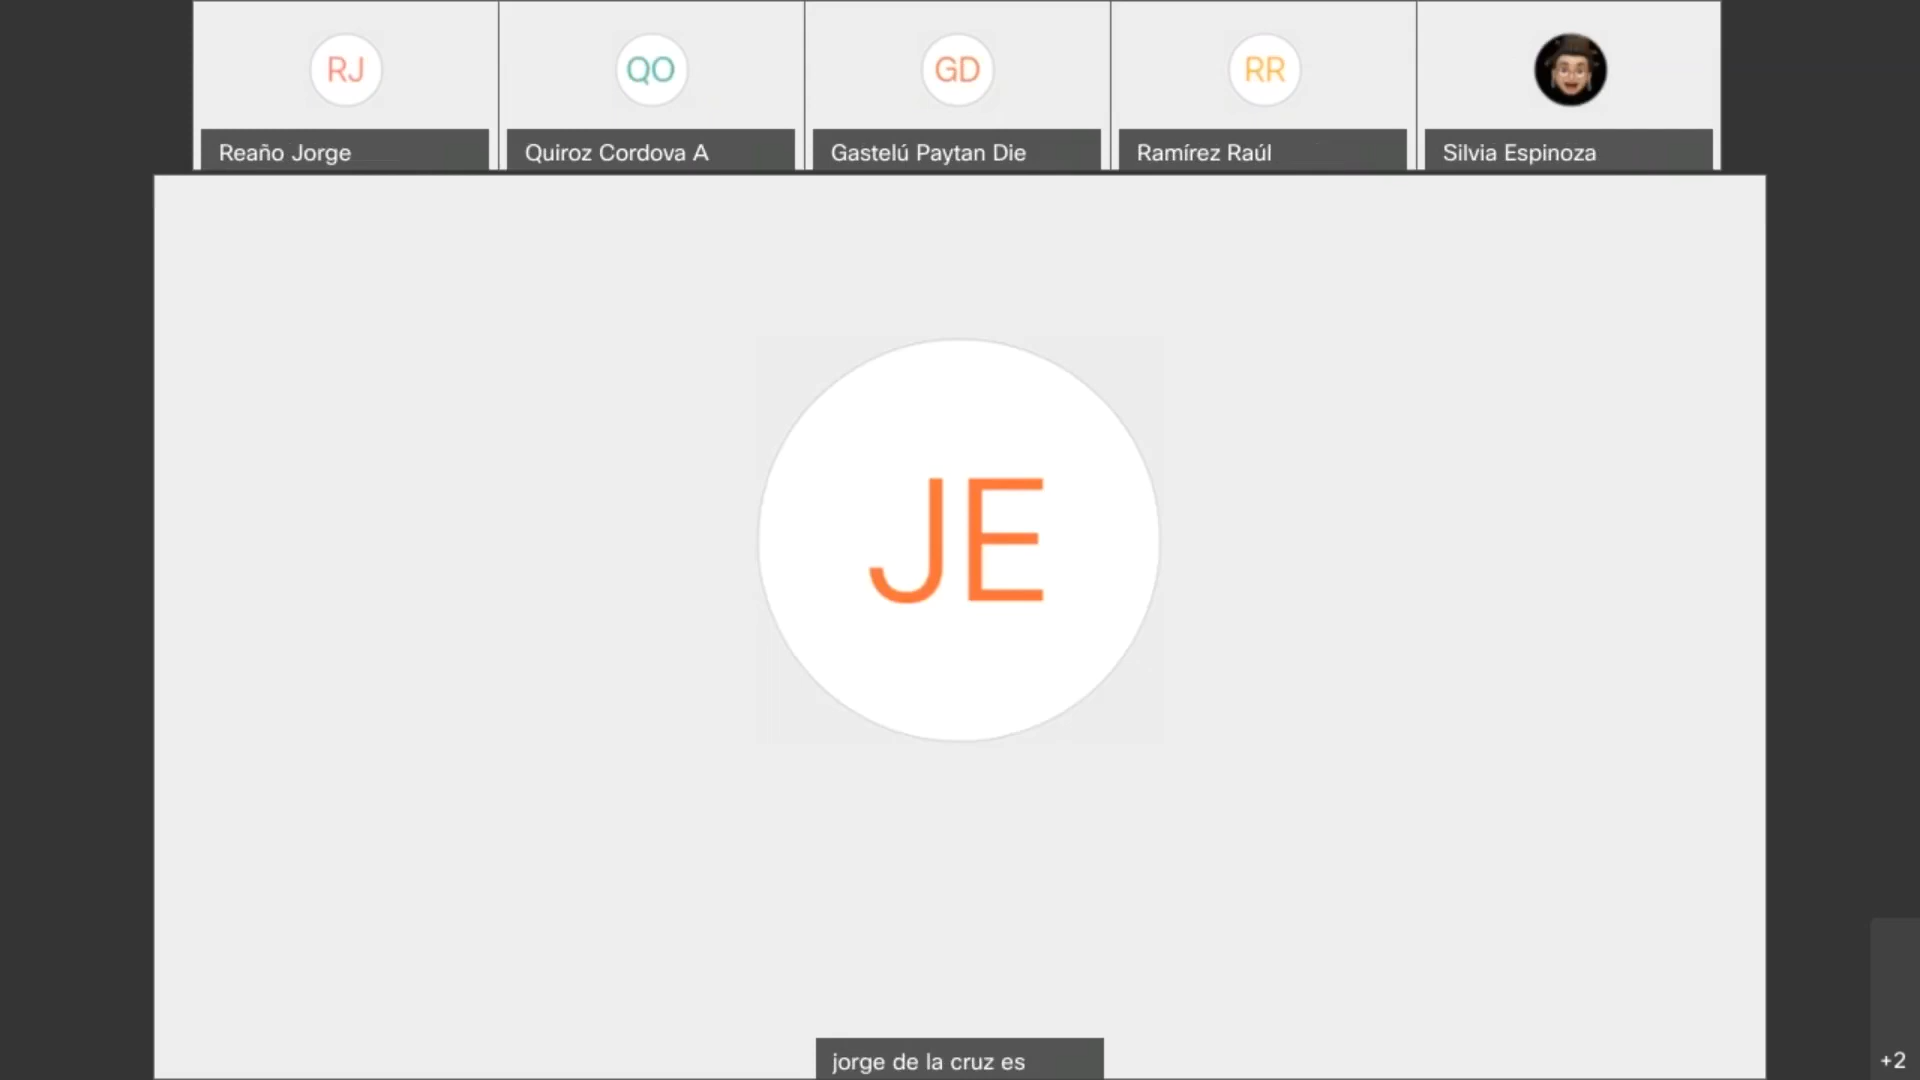 RJ
QO
GD
RR
Reaño Jorge
Quiroz Cordova A
Gastelú Paytan Die
Ramírez Raúl
Silvia Espinoza
JE
jorge de la cruz es
+2